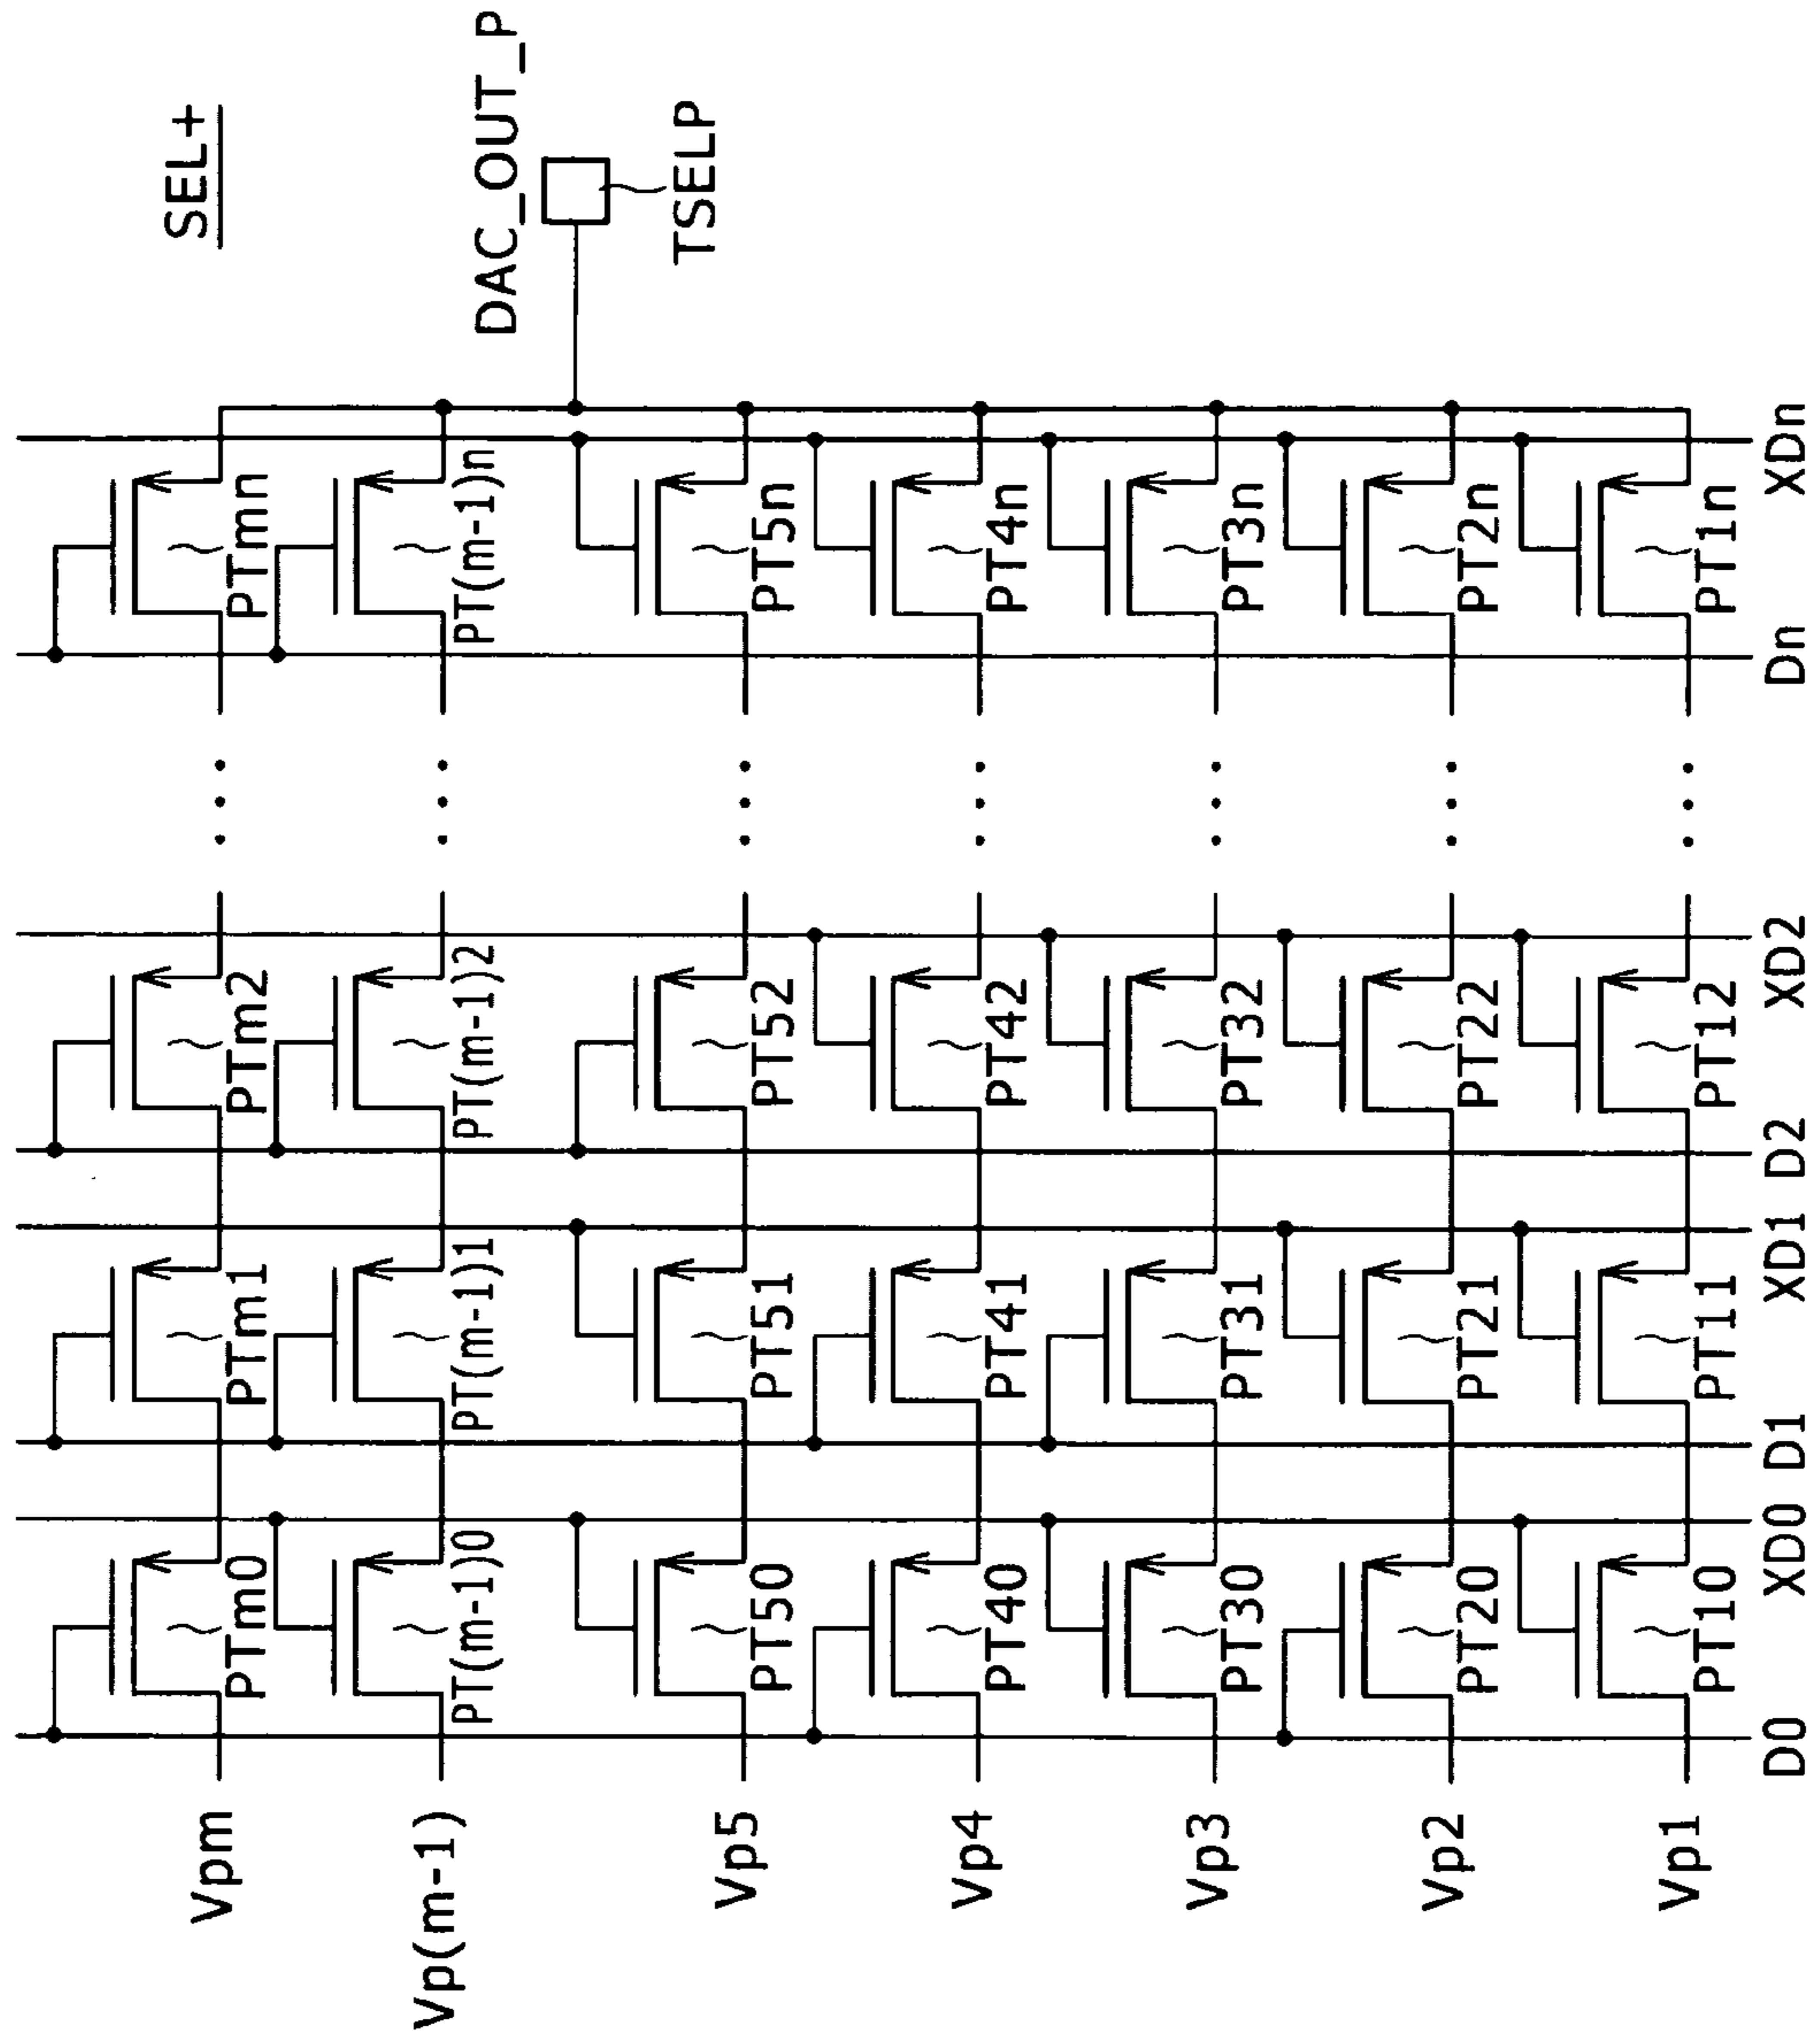 SEL+
DAC_OUT_P
TSELP
Vpm
PTm0
PTm1
PTm2
PTmn
Vp(m-1)
PT(m-1)0
PT(m-1)1
PT(m-1)2
PT(m-1)n
Vp5
PT50
PT51
PT52
PT5n
Vp4
PT40
PT41
PT42
PT4n
Vp3
PT30
PT31
PT32
PT3n
Vp2
PT20
PT21
PT22
PT2n
Vp1
PT10
PT11
PT12
PT1n
D0 XD0 D1 XD1 D2 XD2 Dn XDn